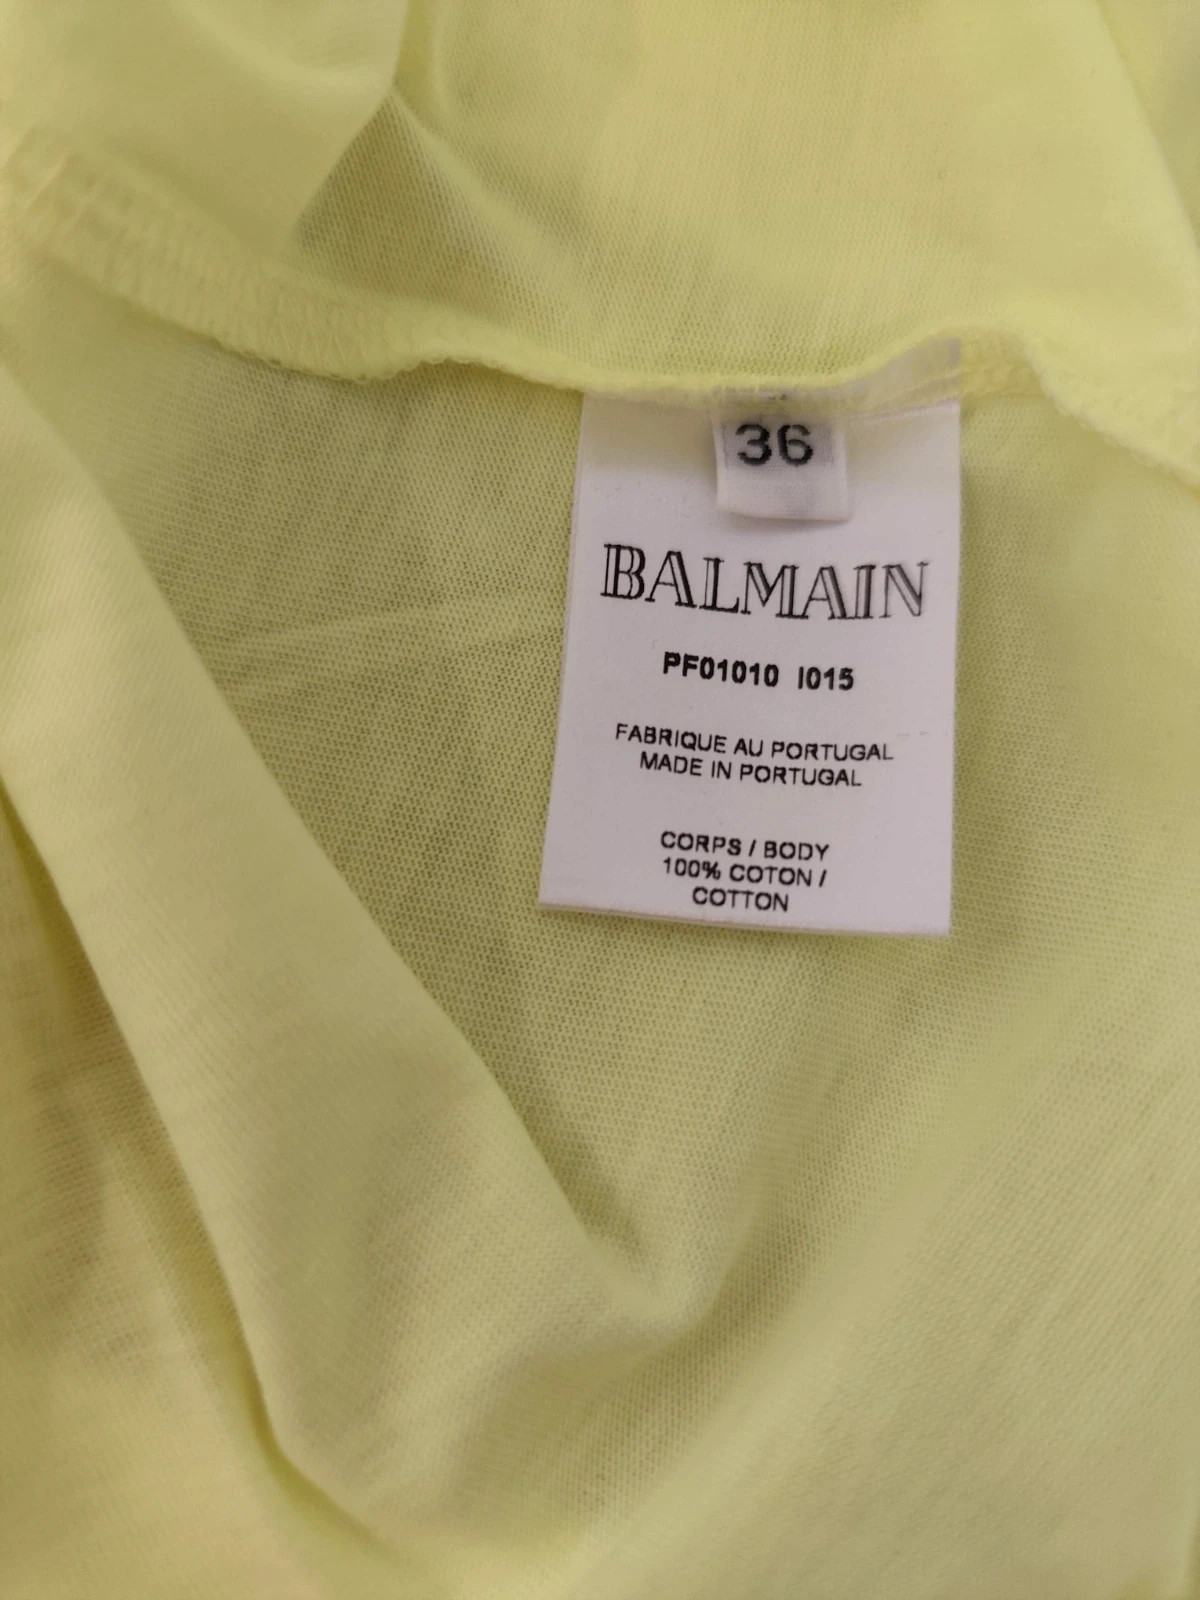 36
BALMAIN
PF01010 I015
FABRIQUE AU PORTUGAL
MADE IN PORTUGAL
CORPS / BODY
100% COTON /
COTTON